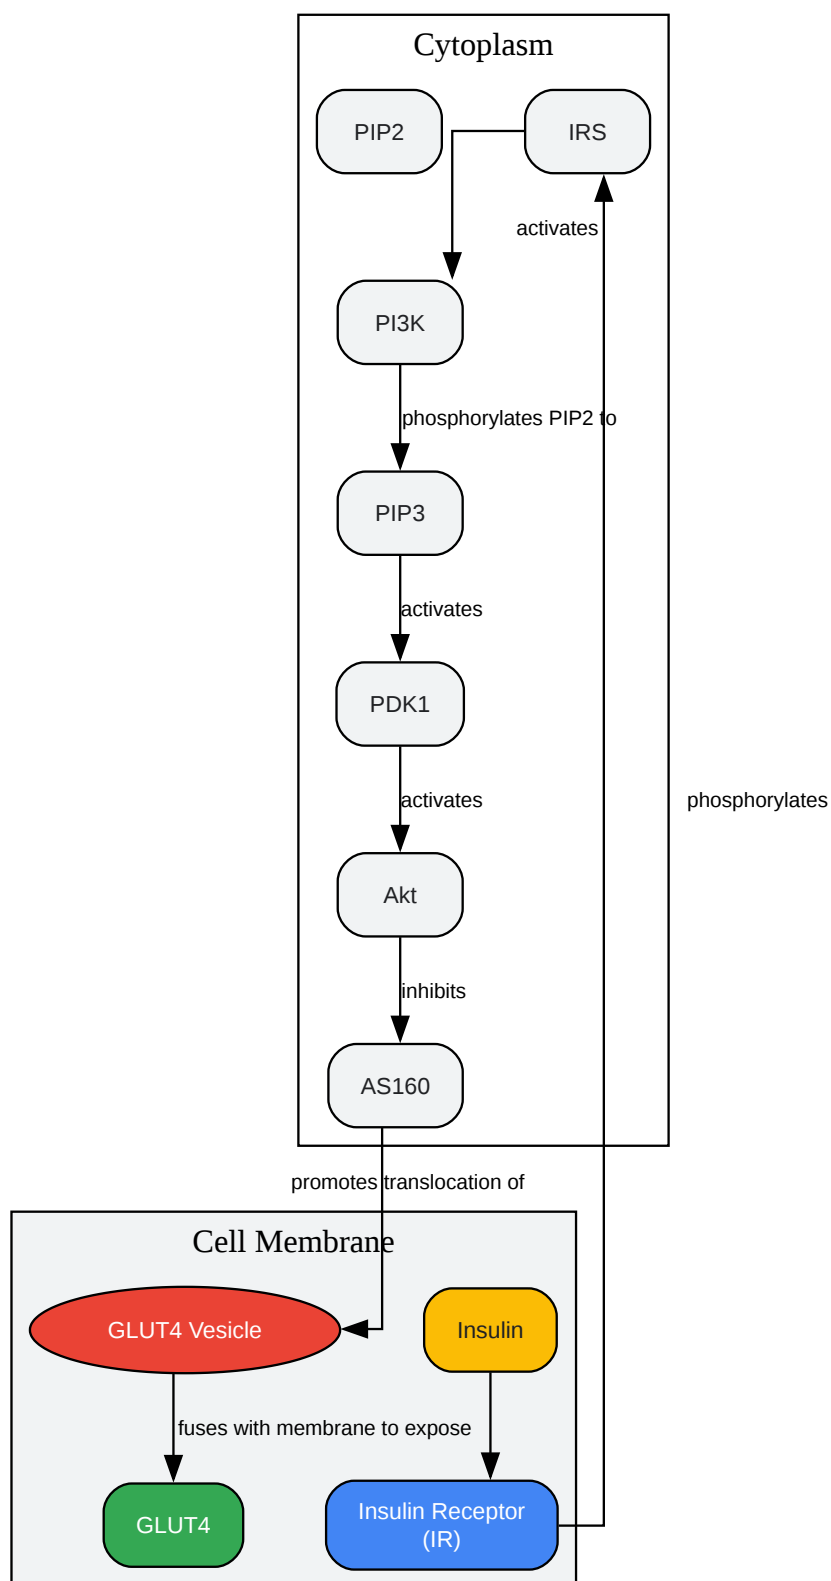 Cytoplasm
PIP2
IRS
activates
PI3K
phosphorylates PIP2 to
PIP3
activates
PDK1
activates
phosphorylates
Akt
inhibits
AS160
promotes translocation of
Cell Membrane
GLUT4 Vesicle
Insulin
fuses with membrane to expose
GLUT4
Insulin Receptor
(IR)